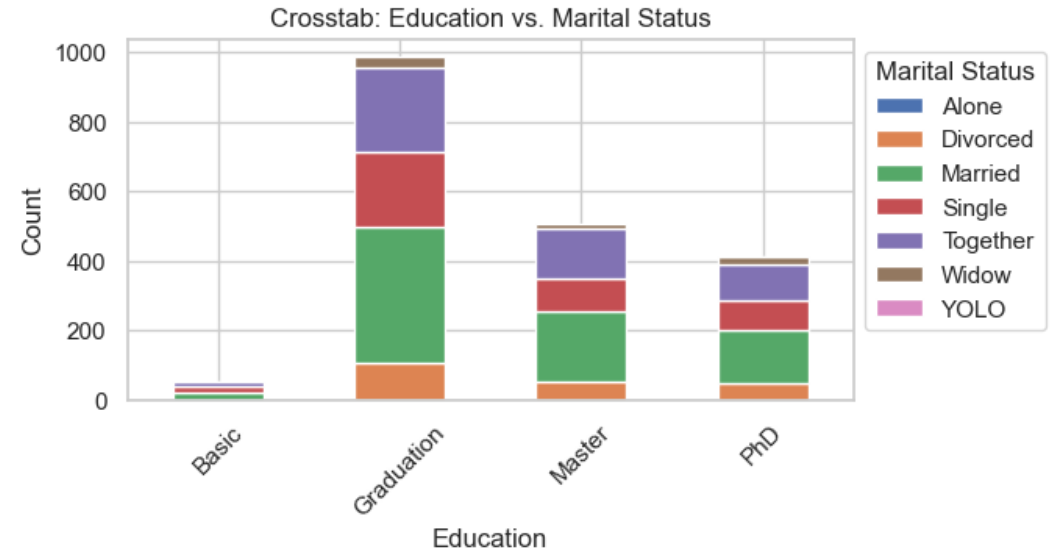 Crosstab: Education vs. Marital Status
Count
1000
800
600
400
200
0
Basic
Graduation
Master
PhD
Education
Marital Status
Alone
Divorced
Married
Single
Together
Widow
YOLO